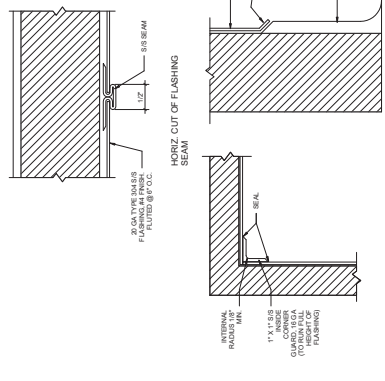 S/S SEAM
1/2"
20 GA TYPE 304 S/S
FLASHING, #4 FINISH.
FLUTED @ 6" O.C.
HORIZ. CUT OF FLASHING
SEAM
SEAL
INTERNAL
RADIUS 1/8"
MIN.
1" X 1" S/S
INSIDE
CORNER
GUARD, 16 GA.
(TO RUN FULL
HEIGHT OF
FLASHING)